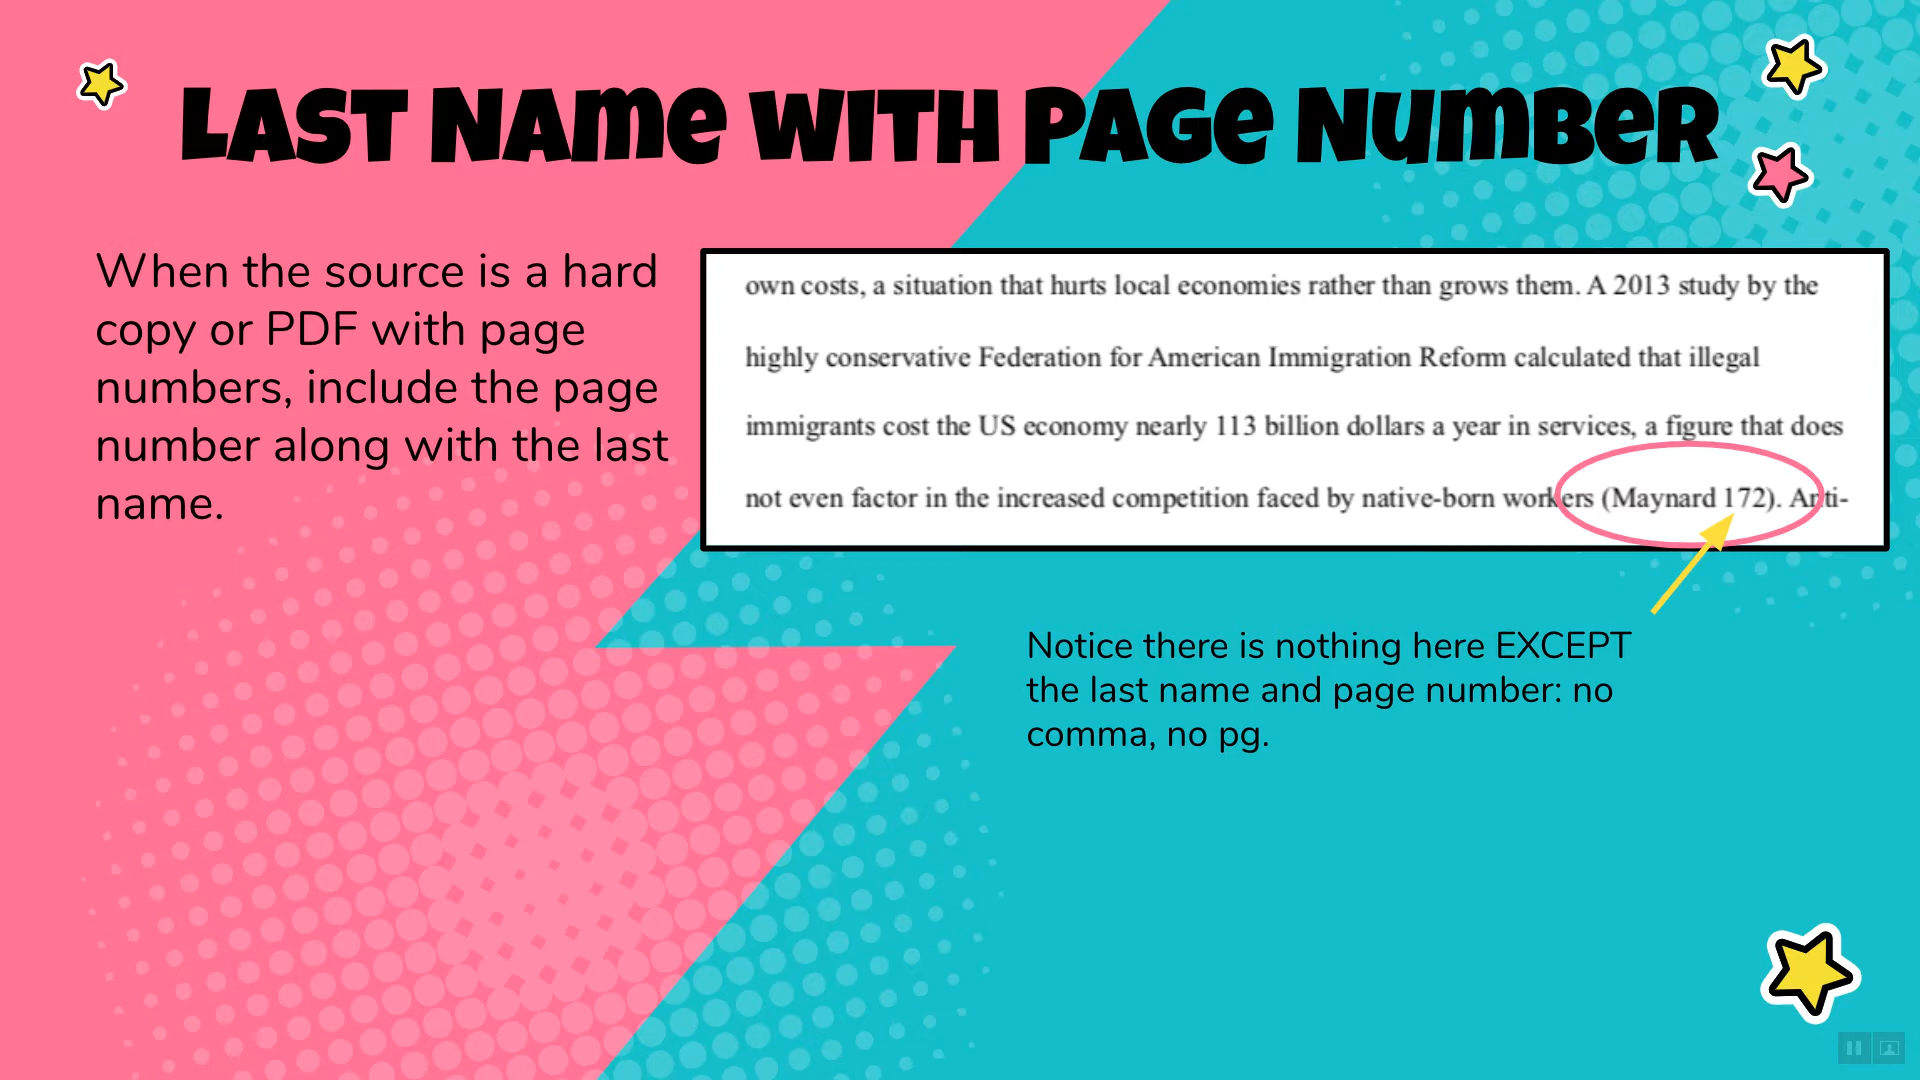 LAST NAME WITH PAGE NUMBER
When the source is a hard
copy or PDF with page
numbers, include the page
number along with the last
name.
own costs, a situation that hurts local economies rather than grows them. A 2013 study by the
highly conservative Federation for American Immigration Reform calculated that illegal
immigrants cost the US economy nearly 113 billion dollars a year in services, a figure that does
not even factor in the increased competition faced by native-born workers (Maynard 172). Anti-
Notice there is nothing here EXCEPT
the last name and page number: no
comma, no pg.